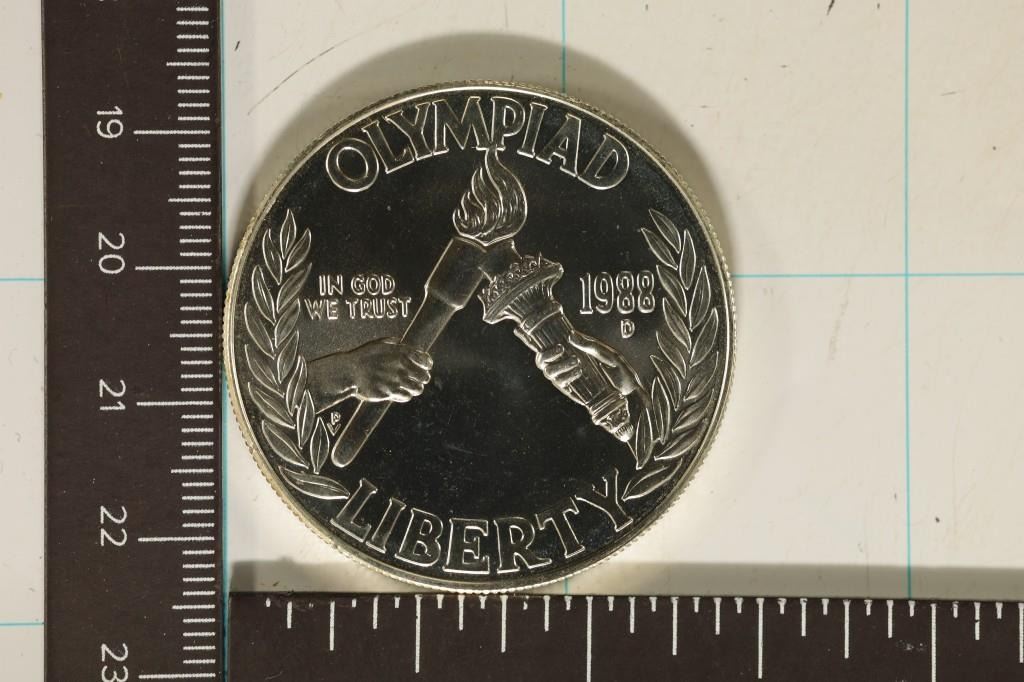 OLYMPIAD
IN GOD
WE TRUST
1988
D
LIBERTY
19
20
21
22
23